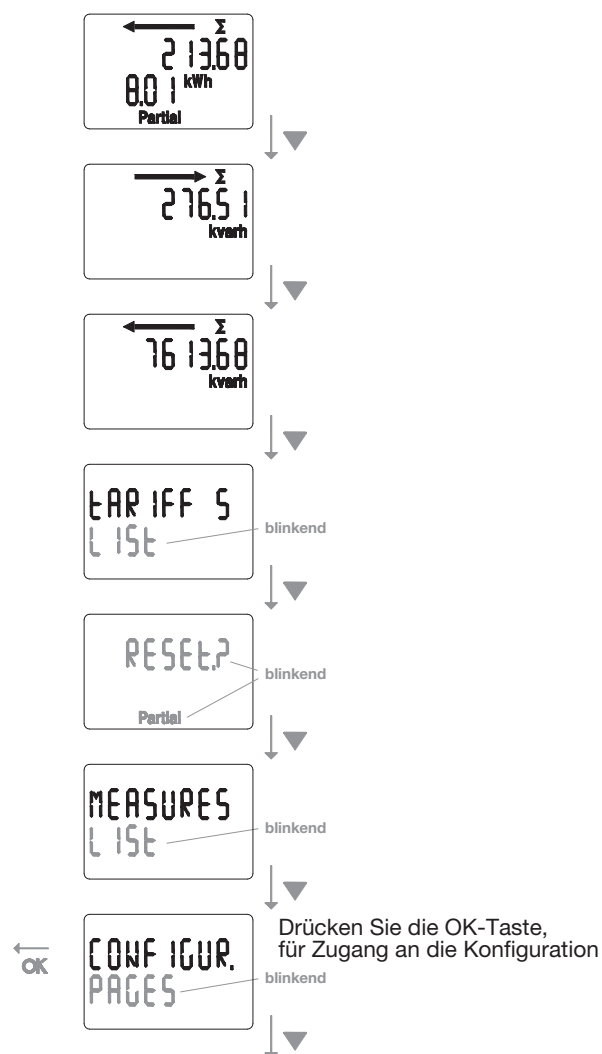 Σ
213.68
8.01 kWh
Partial
Σ
276.51
kvarh
Σ
7613.68
kvarh
tARIFF S
LISt
blinkend
RESEt.?
blinkend
Partial
MEASURES
LISt
blinkend
Drücken Sie die OK-Taste,
für Zugang an die Konfiguration
OK
CONFIGUR.
PAGES
blinkend